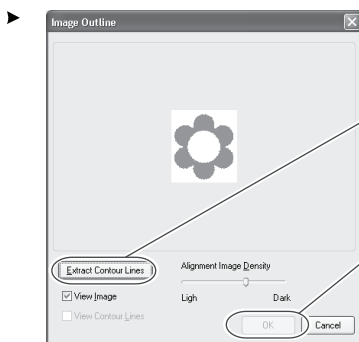 Image Outline
Extract Contour Lines
Alignment Image Density
View Image
Ligh Dark
View Contour Lines
OK Cancel